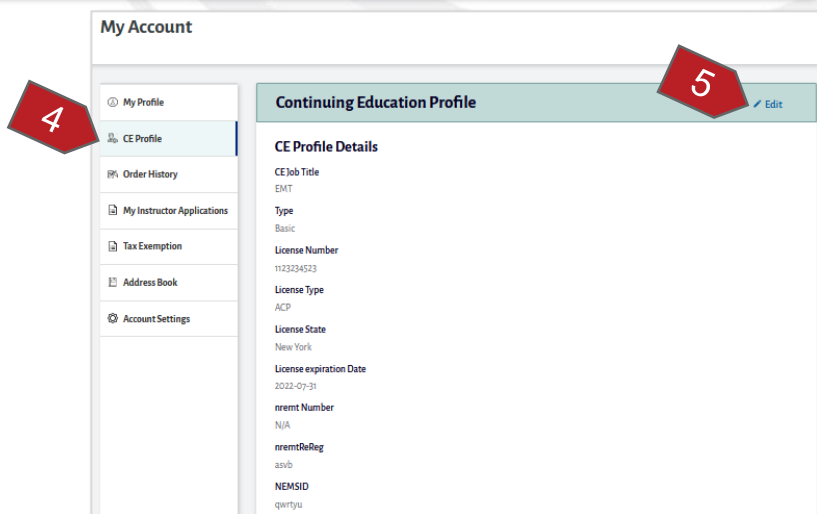 My Account
4
My Profile
CE Profile
Order History
My Instructor Applications
Tax Exemption
Address Book
Account Settings
Continuing Education Profile
5
Edit
CE Profile Details
CE Job Title
EMT
Type
Basic
License Number
1123234523
License Type
ACP
License State
New York
License expiration Date
2022-07-31
nremt Number
N/A
nremtReReg
asvb
NEMSID
qwrtyu